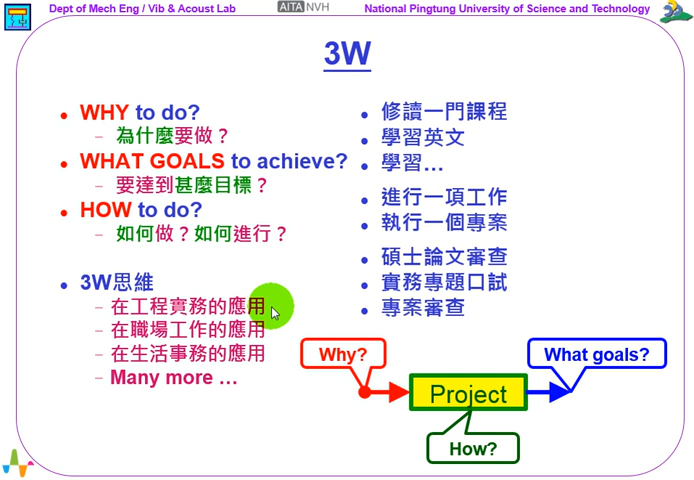 Dept of Mech Eng / Vib & Acoust Lab
AITA NVH
National Pingtung University of Science and Technology
3W
WHY to do?
為什麼要做？
WHAT GOALS to achieve?
要達到甚麼目標？
HOW to do?
如何做？如何進行？
3W思維
在工程實務的應用
在職場工作的應用
在生活事務的應用
Many more …
修讀一門課程
學習英文
學習…
進行一項工作
執行一個專案
碩士論文審查
實務專題口試
專案審查
Why?
What goals?
Project
How?